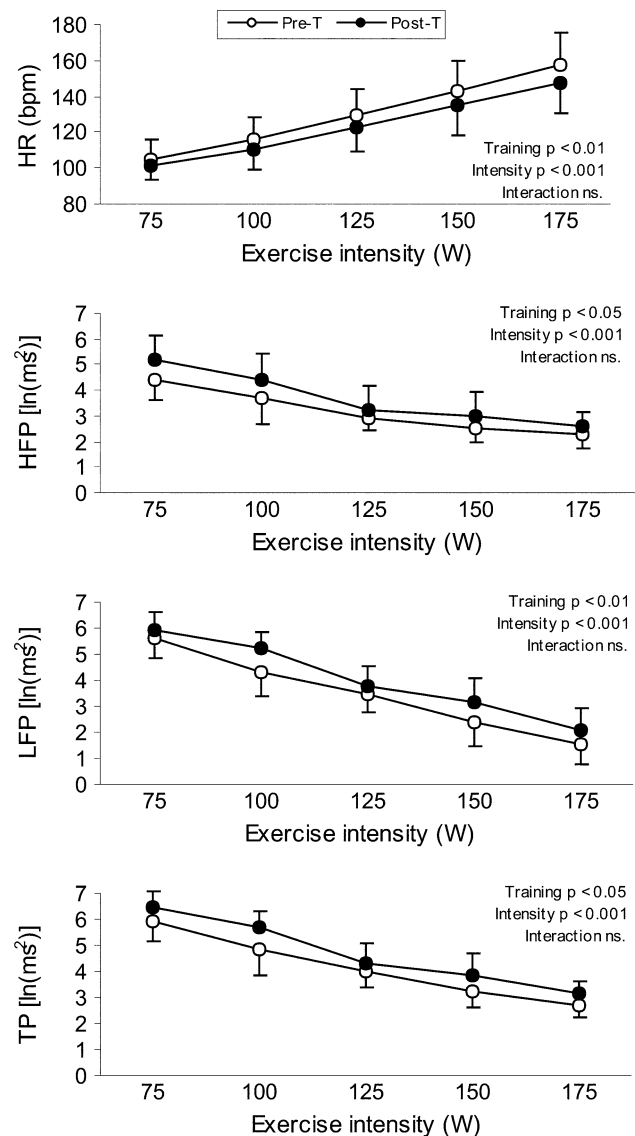 Pre-T Post-T
180
160
140
120
100
80
HR (bpm)
Training p < 0.01
Intensity p < 0.001
Interaction ns.
75 100 125 150 175
Exercise intensity (W)
7
6
5
4
3
2
1
0
HFP [ln(ms²)]
Training p < 0.05
Intensity p < 0.001
Interaction ns.
75 100 125 150 175
Exercise intensity (W)
7
6
5
4
3
2
1
0
LFP [ln(ms²)]
Training p < 0.01
Intensity p < 0.001
Interaction ns.
75 100 125 150 175
Exercise intensity (W)
7
6
5
4
3
2
1
0
TP [ln(ms²)]
Training p < 0.05
Intensity p < 0.001
Interaction ns.
75 100 125 150 175
Exercise intensity (W)